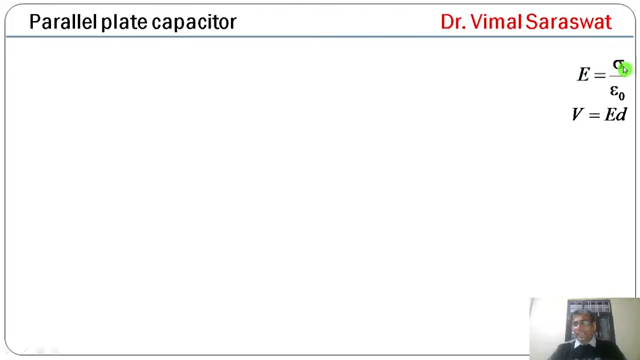 Parallel plate capacitor Dr. Vimal Saraswat
E = σ/ε₀
V = Ed